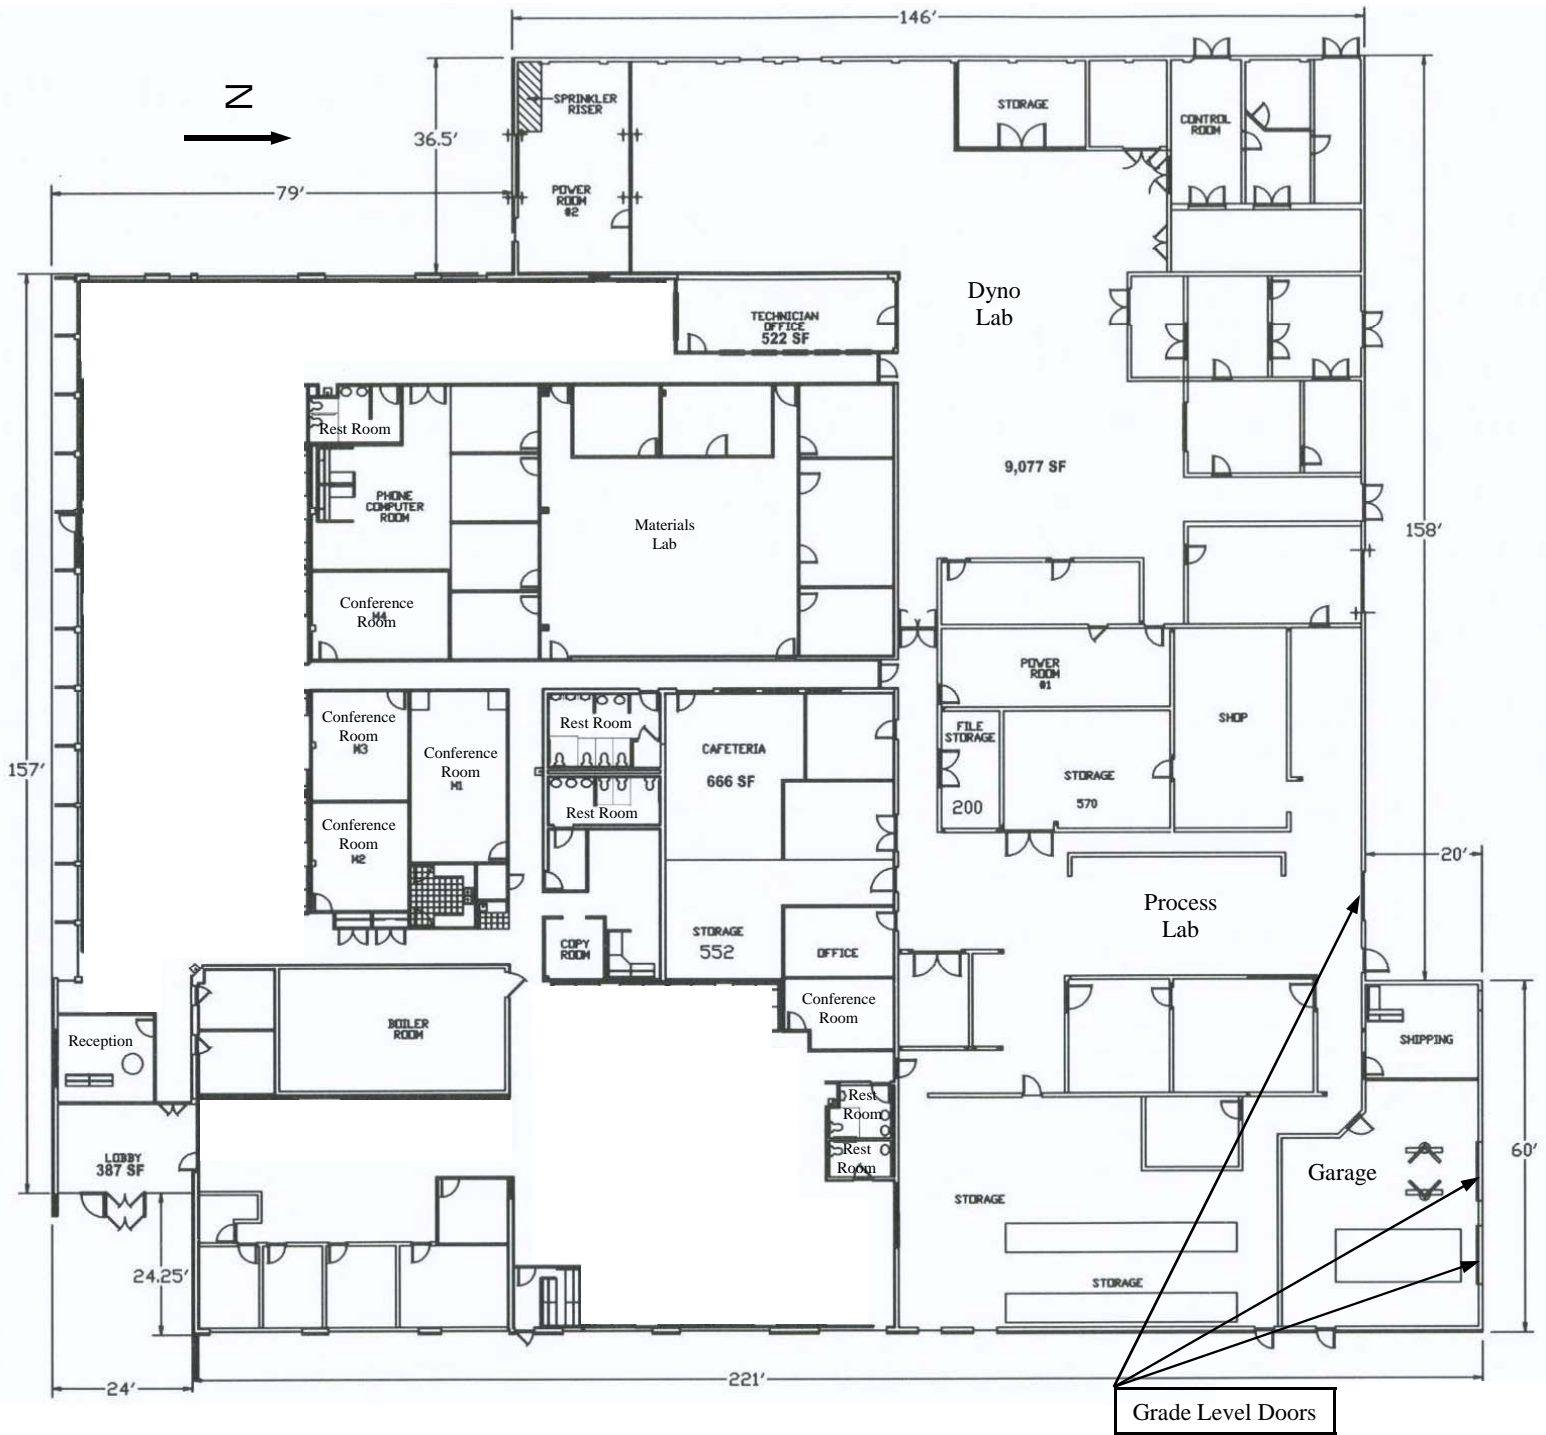 146′
N
SPRINKLER
RISER
36.5′
STORAGE
CONTROL
ROOM
79′
POWER
ROOM
#2
Dyno
Lab
TECHNICIAN
OFFICE
522 SF
Rest Room
9,077 SF
PHONE
COMPUTER
ROOM
Materials
Lab
158′
Conference
Room
M4
POWER
ROOM
#1
Conference
Room
M3
Rest Room
FILE
STORAGE
SHOP
Conference
Room
M1
CAFETERIA
666 SF
157′
STORAGE
570
200
Rest Room
Conference
Room
M2
20′
Process
Lab
STORAGE
552
COPY
ROOM
OFFICE
Conference
Room
BOILER
ROOM
Reception
SHIPPING
Rest
Room
Rest
Room
LOBBY
387 SF
60′
Garage
STORAGE
24.25′
STORAGE
221′
24′
Grade Level Doors